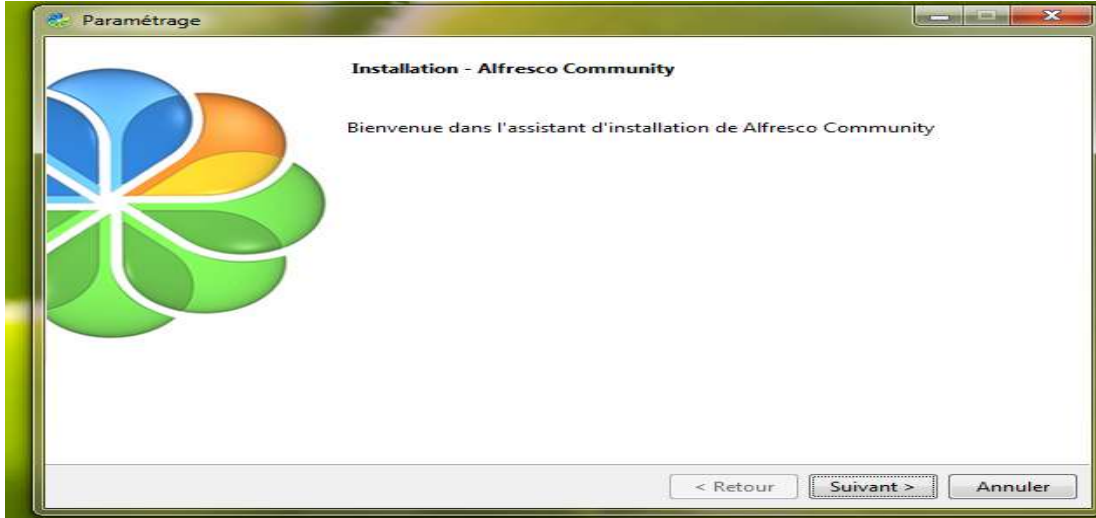 Paramétrage
Installation - Alfresco Community
Bienvenue dans l'assistant d'installation de Alfresco Community
< Retour
Suivant >
Annuler